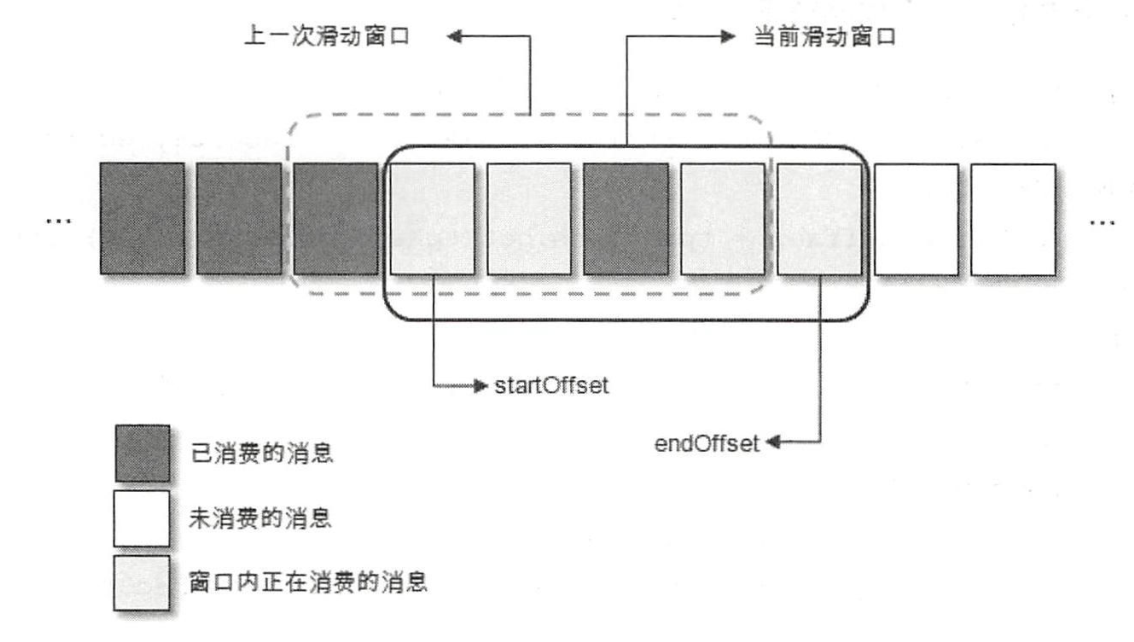 上一次滑动窗口
当前滑动窗口
...
...
startOffset
endOffset
已消费的消息
未消费的消息
窗口内正在消费的消息